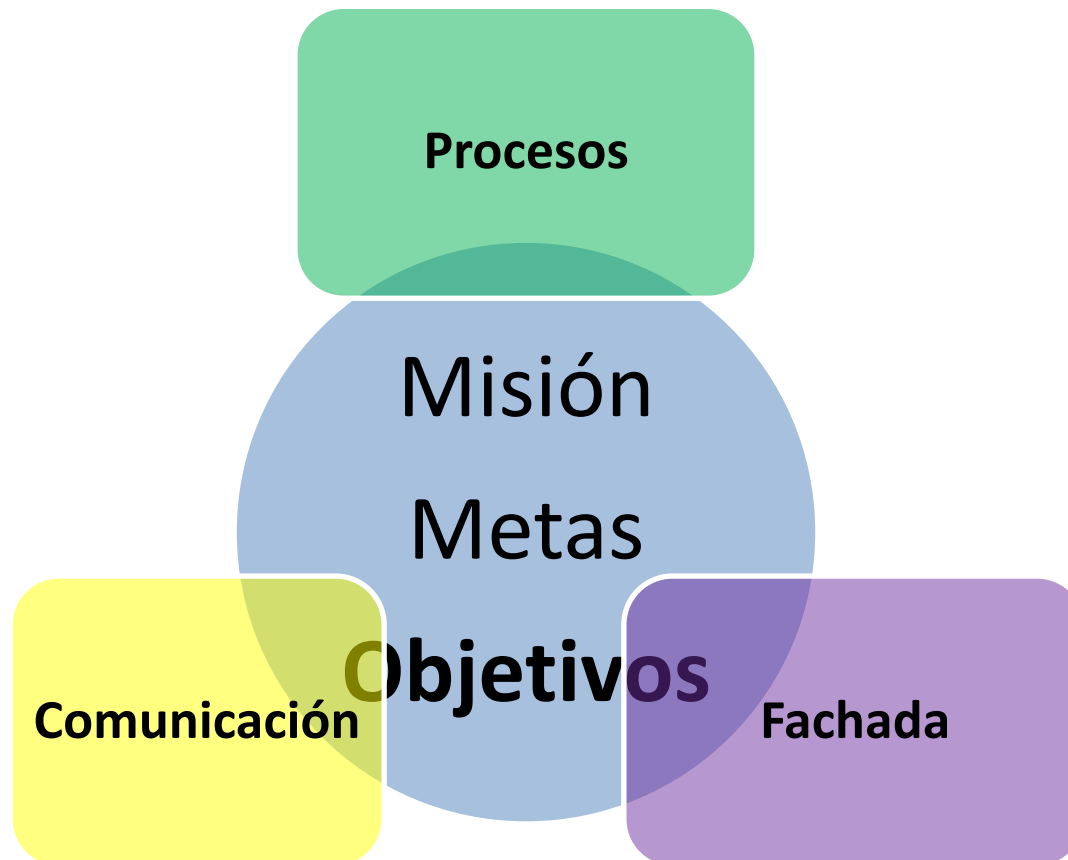 Procesos
Misión
Metas
Objetivos
Comunicación
Fachada